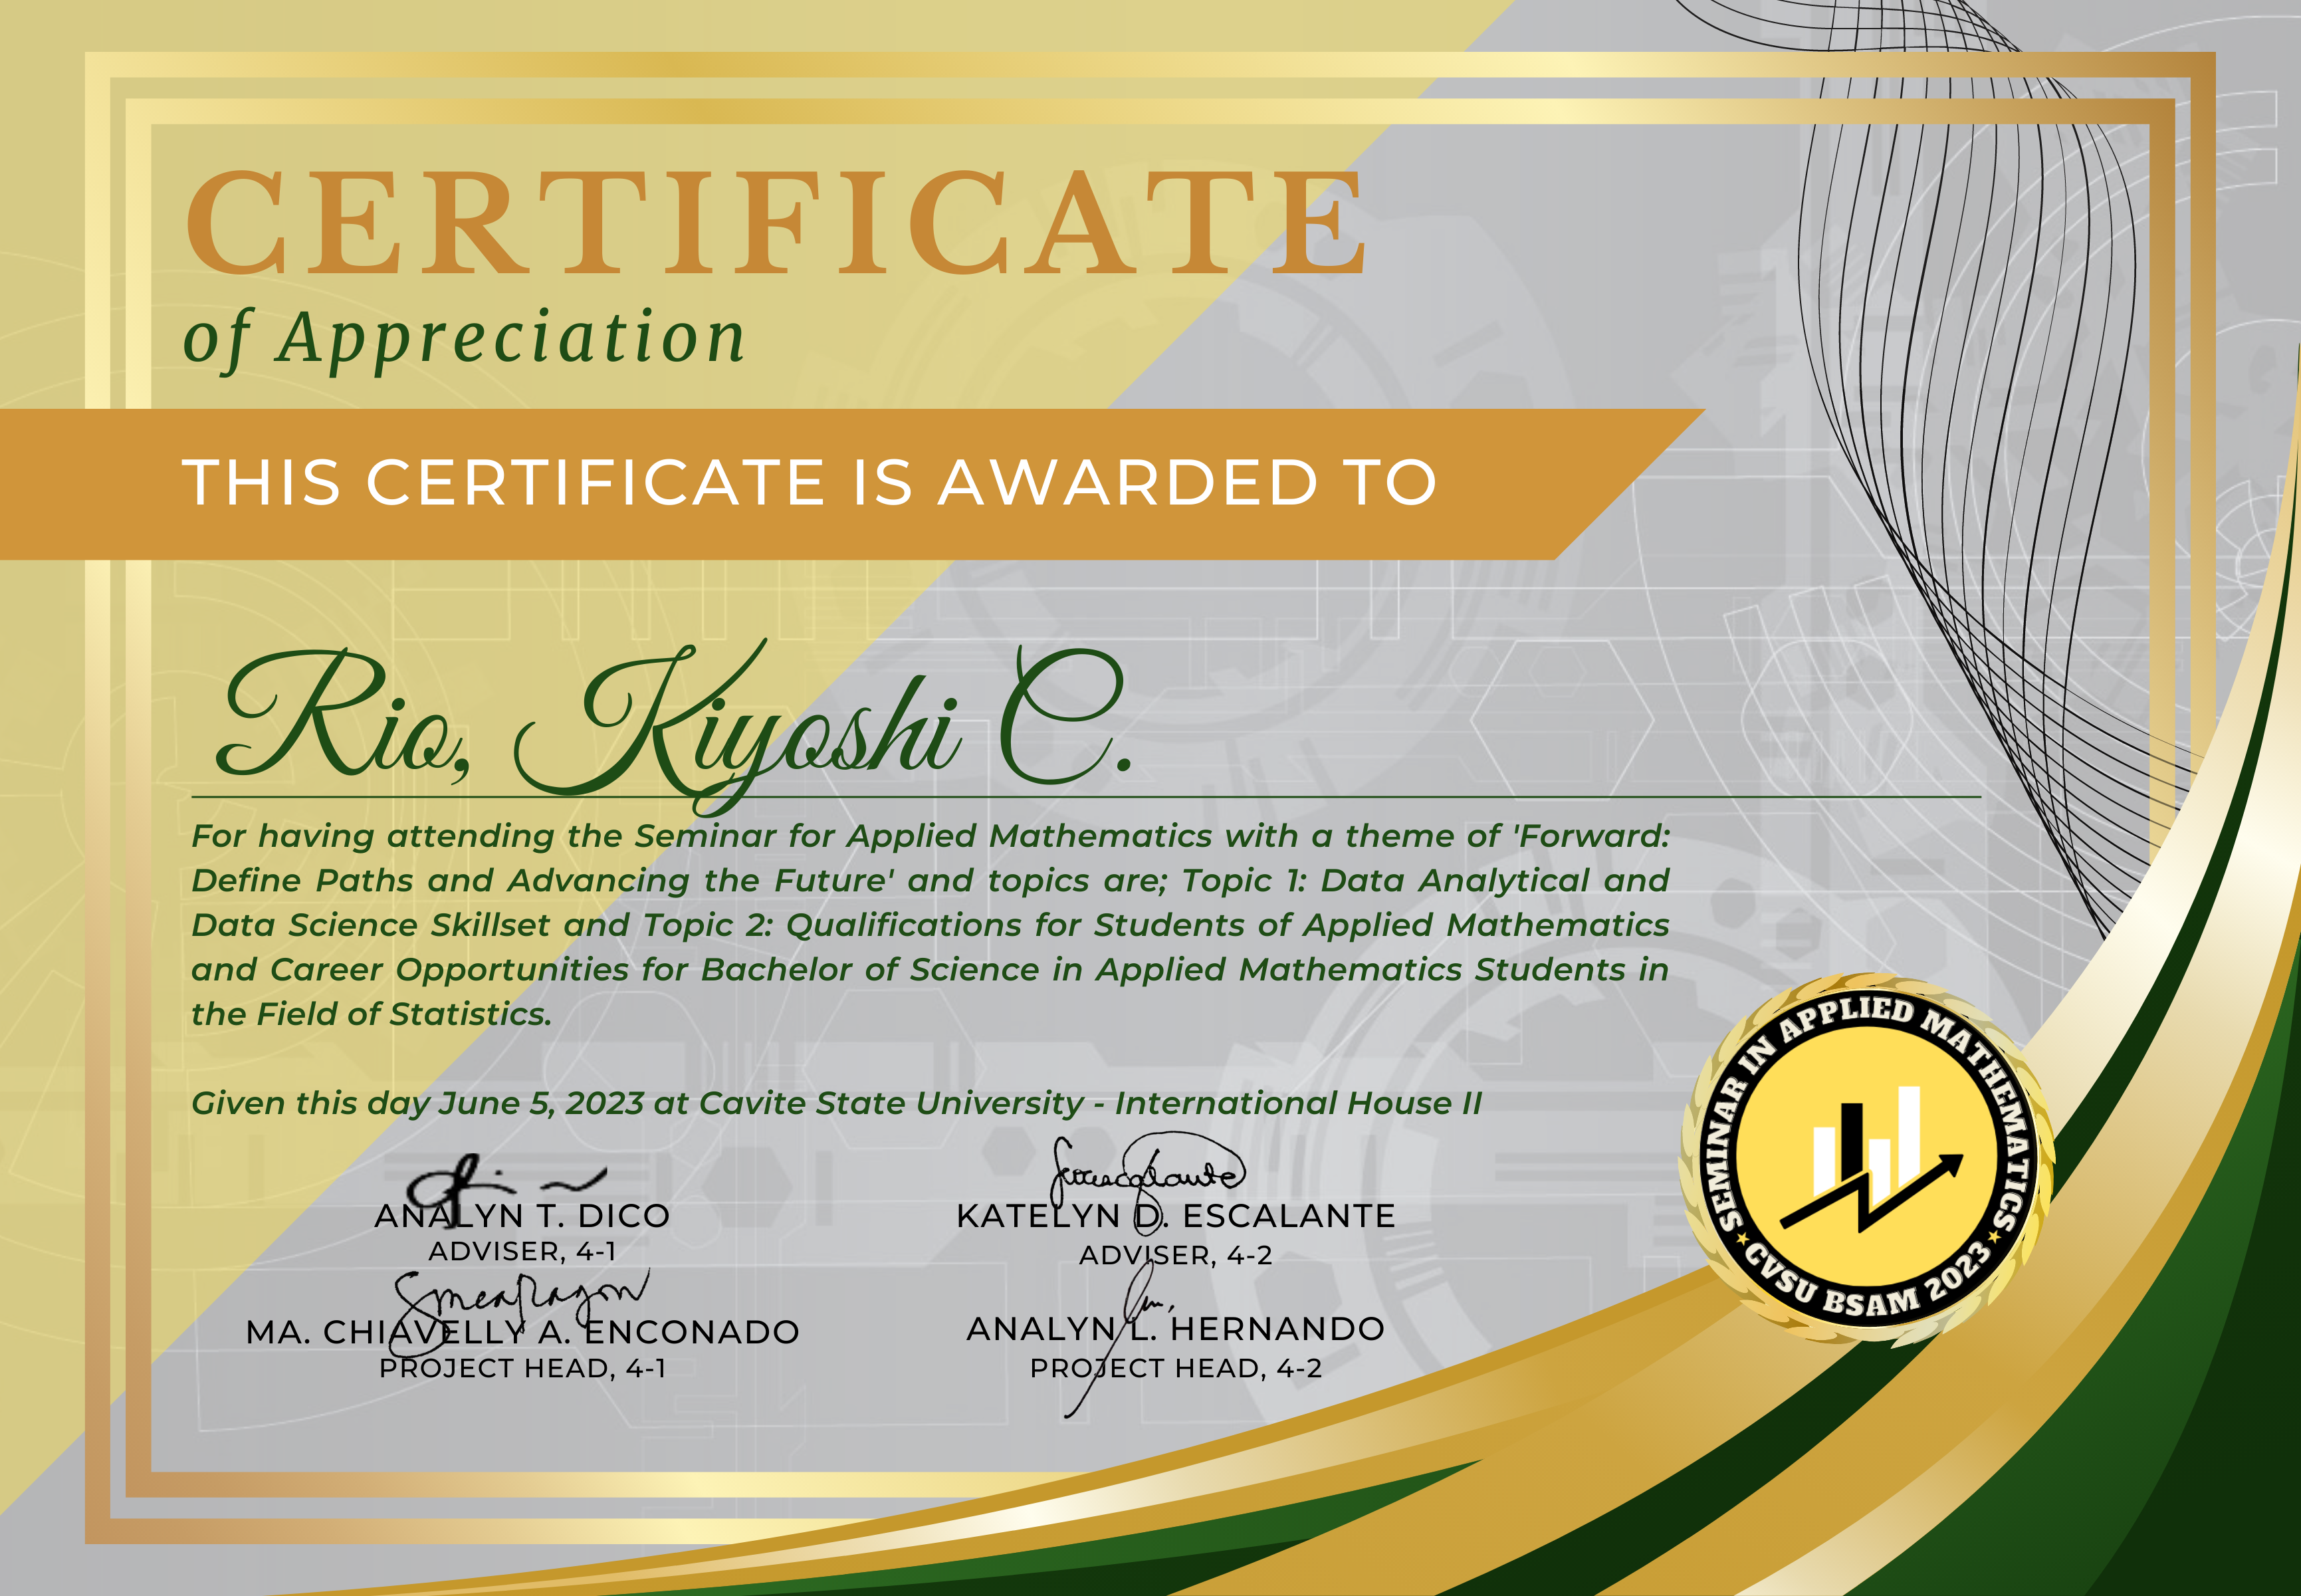 CERTIFICATE
of Appreciation
THIS CERTIFICATE IS AWARDED TO
Rio, Kiyoshi C.
For having attending the Seminar for Applied Mathematics with a theme of 'Forward:
Define Paths and Advancing the Future' and topics are; Topic 1: Data Analytical and
Data Science Skillset and Topic 2: Qualifications for Students of Applied Mathematics
and Career Opportunities for Bachelor of Science in Applied Mathematics Students in
the Field of Statistics.
Given this day June 5, 2023 at Cavite State University - International House II
ANALYN T. DICO
ADVISER, 4-1
KATELYN D. ESCALANTE
ADVISER, 4-2
MA. CHIAVELLY A. ENCONADO
PROJECT HEAD, 4-1
ANALYN L. HERNANDO
PROJECT HEAD, 4-2
SEMINAR IN APPLIED MATHEMATICS
CVSU BSAM 2023